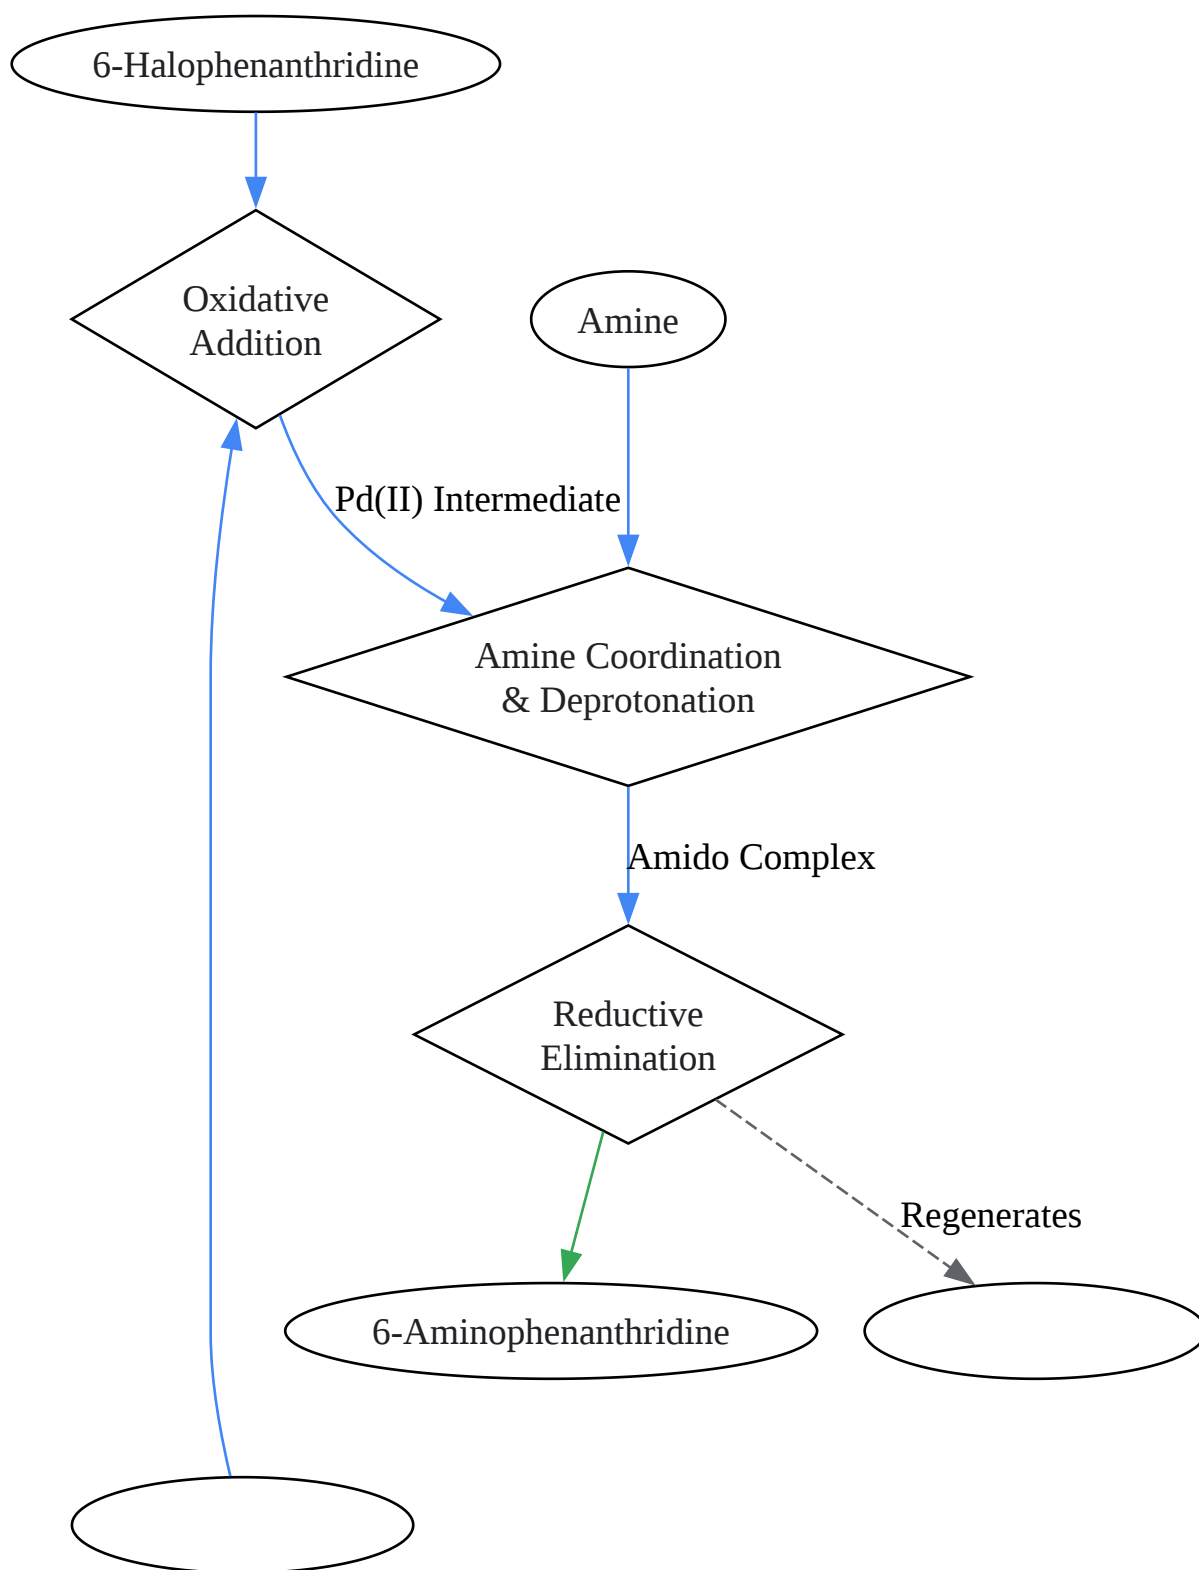 6-Halophenanthridine
Oxidative
Addition
Amine
Pd(II) Intermediate
Amine Coordination
& Deprotonation
Amido Complex
Reductive
Elimination
Regenerates
6-Aminophenanthridine